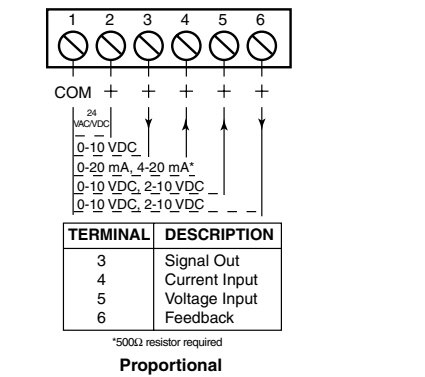 1 2 3 4 5 6
COM + + + + +
24
VAC/VDC
0-10 VDC
0-20 mA, 4-20 mA*
0-10 VDC, 2-10 VDC
0-10 VDC, 2-10 VDC
TERMINAL DESCRIPTION
3 Signal Out
4 Current Input
5 Voltage Input
6 Feedback
*500Ω resistor required
Proportional